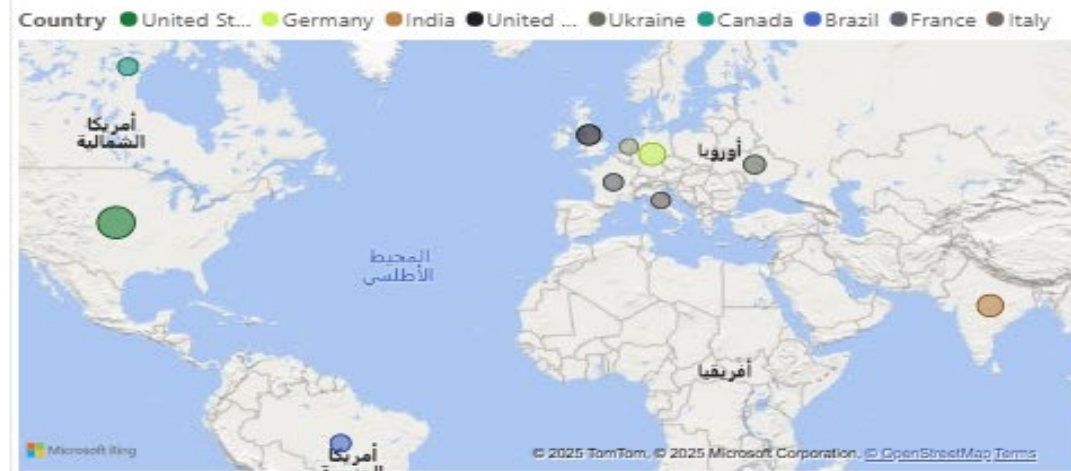 Country United St... Germany India United ... Ukraine Canada Brazil France Italy
أمريكا
الشمالية
أوروبا
المحيط
الأطلسي
أفريقيا
أمريكا
Microsoft Bing
© 2025 TomTom, © 2025 Microsoft Corporation, © OpenStreetMap Terms